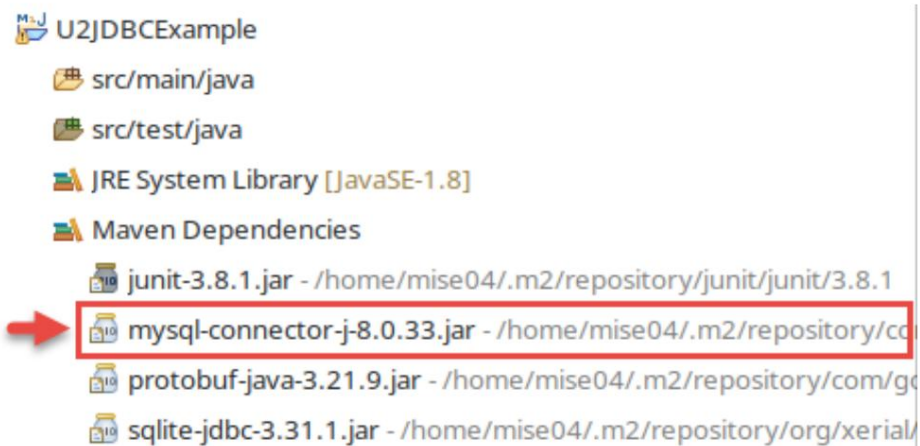 U2JDBCExample
src/main/java
src/test/java
JRE System Library [JavaSE-1.8]
Maven Dependencies
junit-3.8.1.jar - /home/mise04/.m2/repository/junit/junit/3.8.1
mysql-connector-j-8.0.33.jar - /home/mise04/.m2/repository/co
protobuf-java-3.21.9.jar - /home/mise04/.m2/repository/com/go
sqlite-jdbc-3.31.1.jar - /home/mise04/.m2/repository/org/xerial/